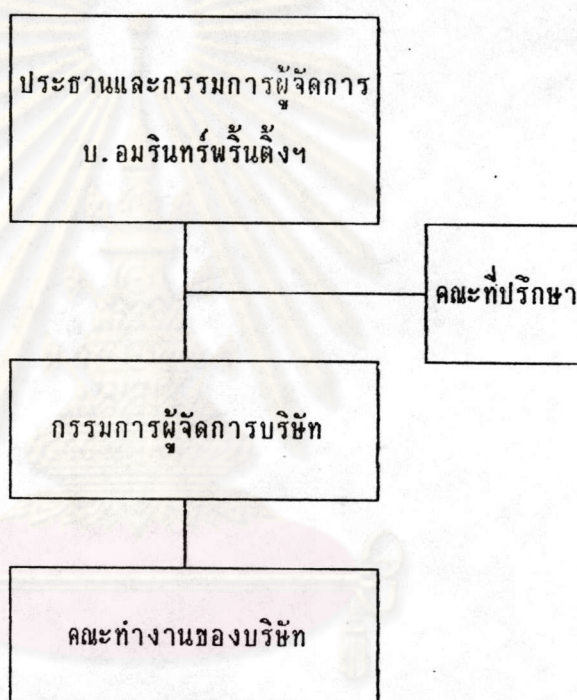 ประธานและกรรมการผู้จัดการ
บ.อมรินทร์พริ้นติ้งฯ
คณะที่ปรึกษา
กรรมการผู้จัดการบริษัท
คณะทำงานของบริษัท